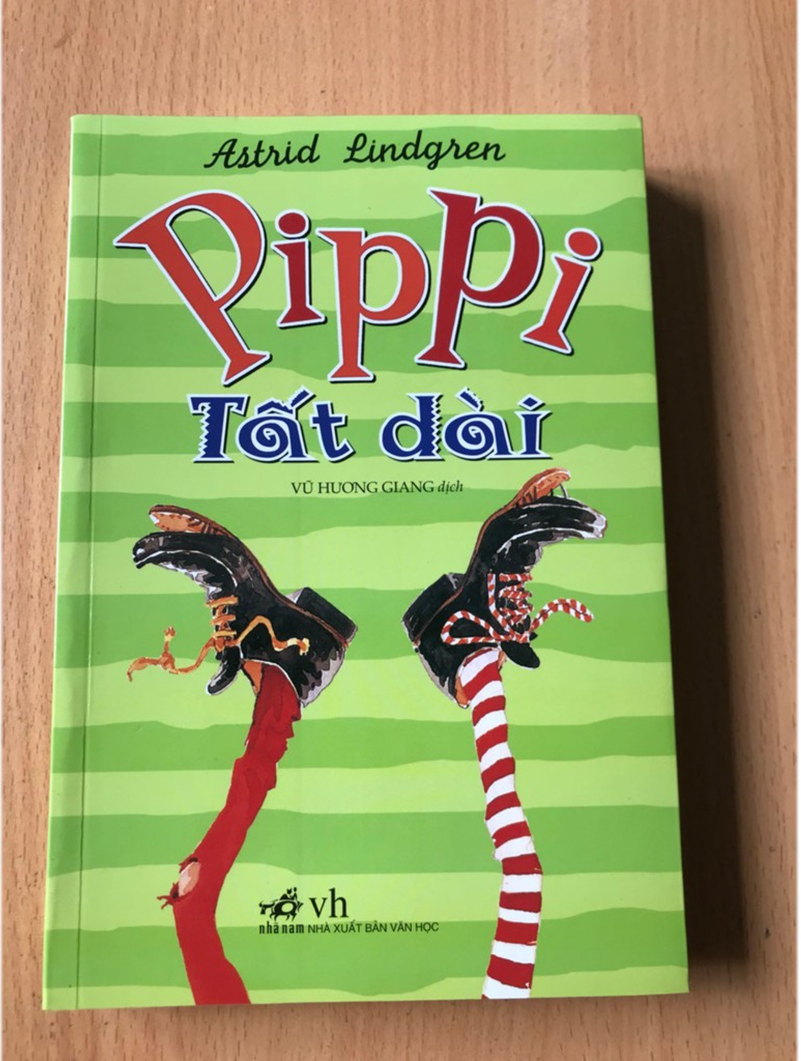 Astrid Lindgren
Pippi
Tất dài
VŨ HƯƠNG GIANG dịch
vh
nhã nam NHÀ XUẤT BẢN VĂN HỌC